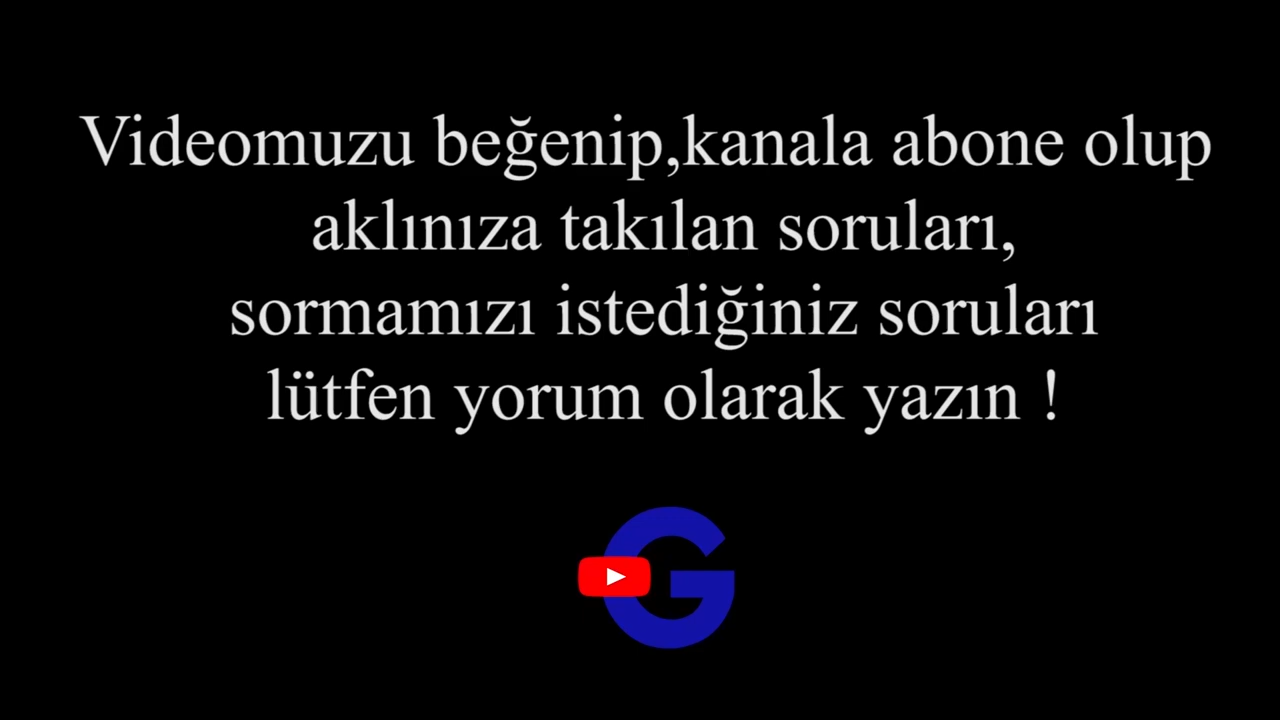 Videomuzu beğenip,kanala abone olup
aklınıza takılan soruları,
sormamızı istediğiniz soruları
lütfen yorum olarak yazın !
G